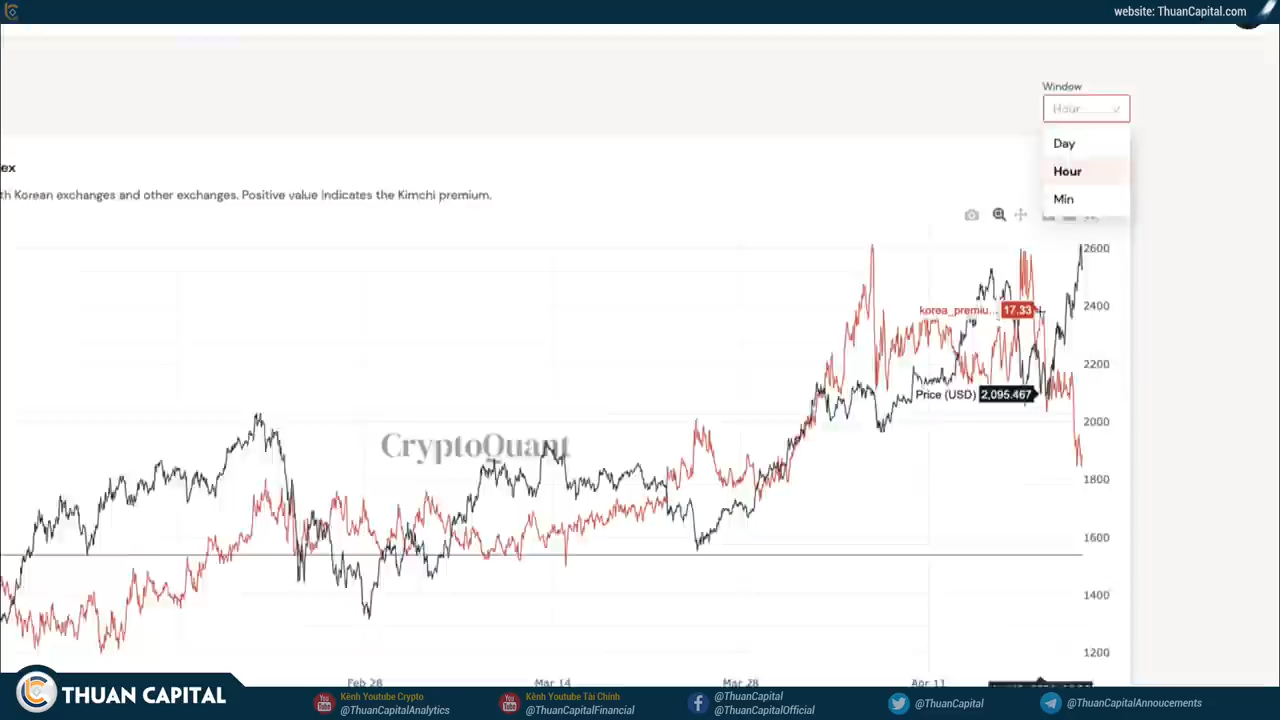 website: ThuanCapital.com
Window
Hour
Day
Hour
Min
ex
th Korean exchanges and other exchanges. Positive value indicates the Kimchi premium.
2600
2400
korea_premiu... 17.33
2200
Price (USD) 2,095.467
2000
CryptoQuant
1800
1600
1400
1200
Feb 28
Mar 14
Mar 28
Apr 11
THUAN CAPITAL
Kênh Youtube Crypto
@ThuanCapitalAnalytics
Kênh Youtube Tài Chính
@ThuanCapitalFinancial
@ThuanCapital
@ThuanCapitalOfficial
@ThuanCapital
@ThuanCapitalAnnoucements